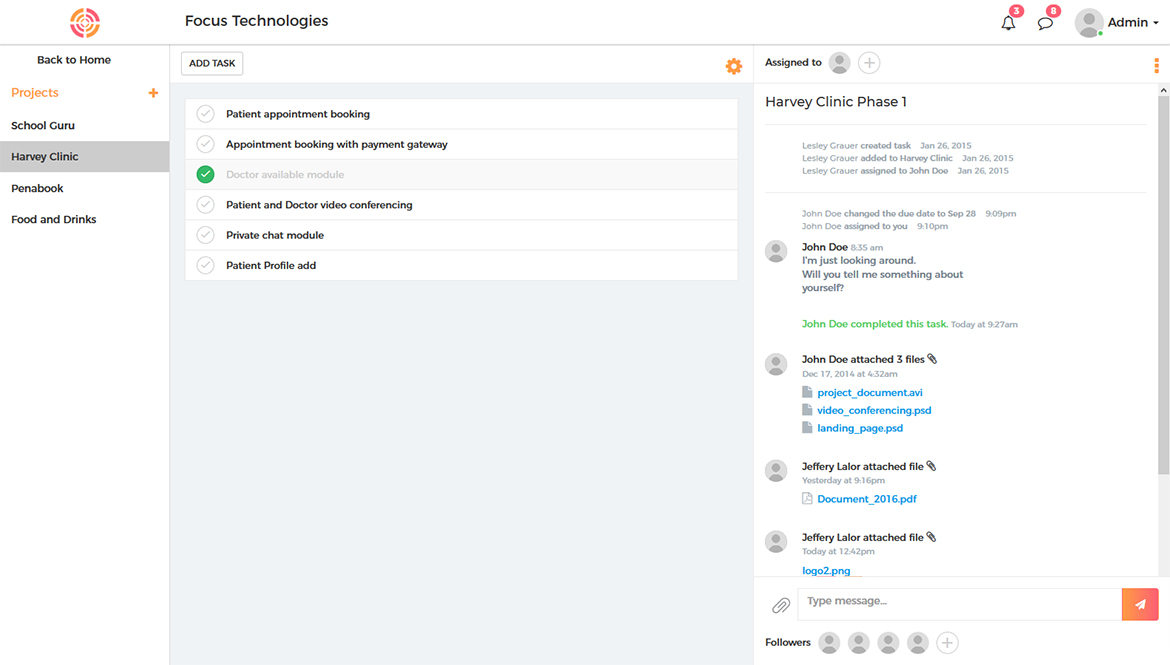 Focus Technologies
3
8
Admin
Back to Home
Projects
School Guru
Harvey Clinic
Penabook
Food and Drinks
ADD TASK
Patient appointment booking
Appointment booking with payment gateway
Doctor available module
Patient and Doctor video conferencing
Private chat module
Patient Profile add
Assigned to
Harvey Clinic Phase 1
Lesley Grauer created task Jan 26, 2015
Lesley Grauer added to Harvey Clinic Jan 26, 2015
Lesley Grauer assigned to John Doe Jan 26, 2015
John Doe changed the due date to Sep 28 9:09pm
John Doe assigned to you 9:10pm
John Doe 8:35 am
I'm just looking around.
Will you tell me something about
yourself?
John Doe completed this task. Today at 9:27am
John Doe attached 3 files
Dec 17, 2014 at 4:32am
project_document.avi
video_conferencing.psd
landing_page.psd
Jeffery Lalor attached file
Yesterday at 9:16pm
Document_2016.pdf
Jeffery Lalor attached file
Today at 12:42pm
logo2.png
Type message...
Followers